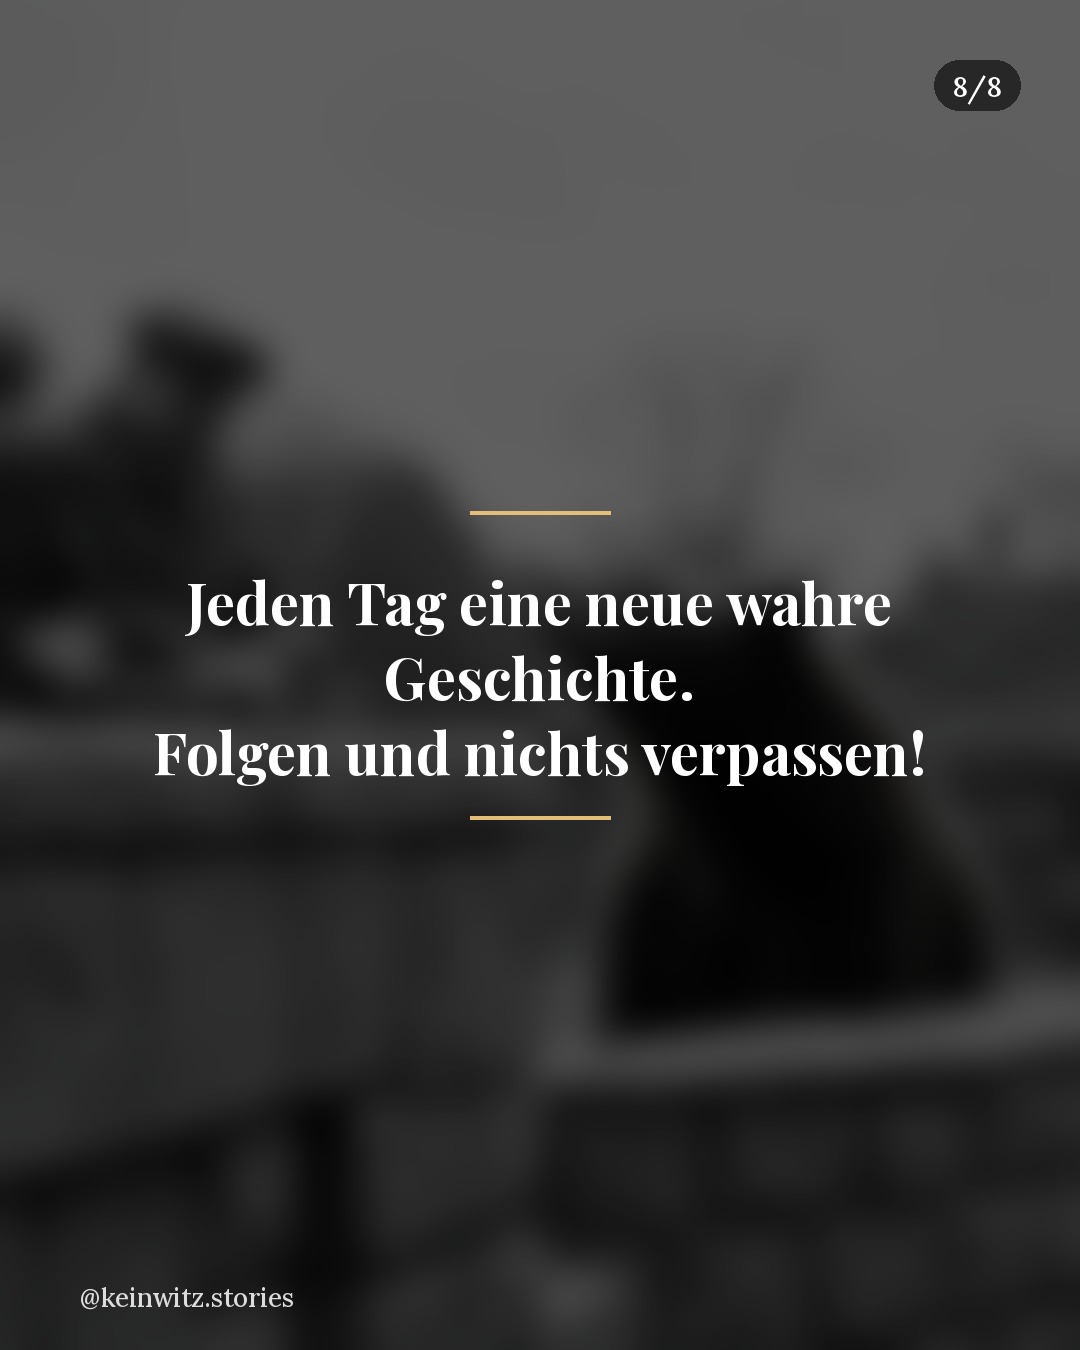 8/8
Jeden Tag eine neue wahre
Geschichte.
Folgen und nichts verpassen!
@keinwitz.stories